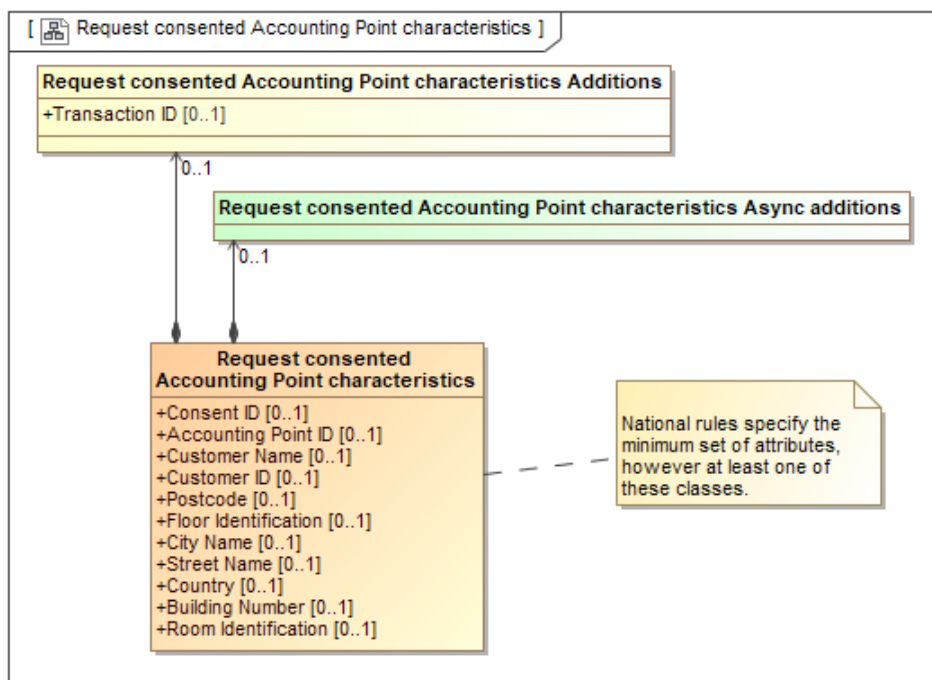 [ Request consented Accounting Point characteristics ]
Request consented Accounting Point characteristics Additions
+Transaction ID [0..1]
0..1
Request consented Accounting Point characteristics Async additions
0..1
Request consented
Accounting Point characteristics
+Consent ID [0..1]
+Accounting Point ID [0..1]
+Customer Name [0..1]
+Customer ID [0..1]
+Postcode [0..1]
+Floor Identification [0..1]
+City Name [0..1]
+Street Name [0..1]
+Country [0..1]
+Building Number [0..1]
+Room Identification [0..1]
National rules specify the
minimum set of attributes,
however at least one of
these classes.